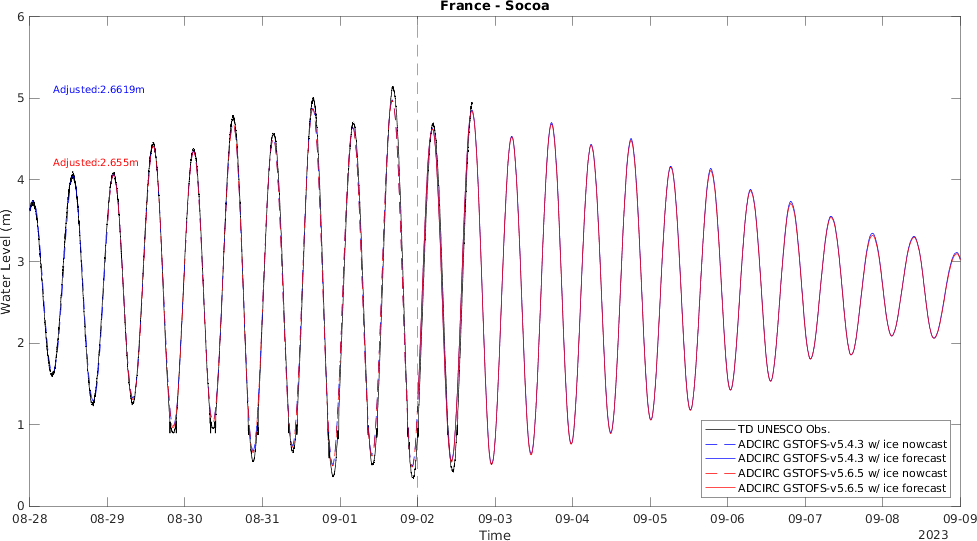 France - Socoa
6
5
4
3
2
1
0
Water Level (m)
Adjusted:2.6619m
Adjusted:2.655m
TD UNESCO Obs.
ADCIRC GSTOFS-v5.4.3 w/ ice nowcast
ADCIRC GSTOFS-v5.4.3 w/ ice forecast
ADCIRC GSTOFS-v5.6.5 w/ ice nowcast
ADCIRC GSTOFS-v5.6.5 w/ ice forecast
08-28 08-29 08-30 08-31 09-01 09-02 09-03 09-04 09-05 09-06 09-07 09-08 09-09
Time
2023